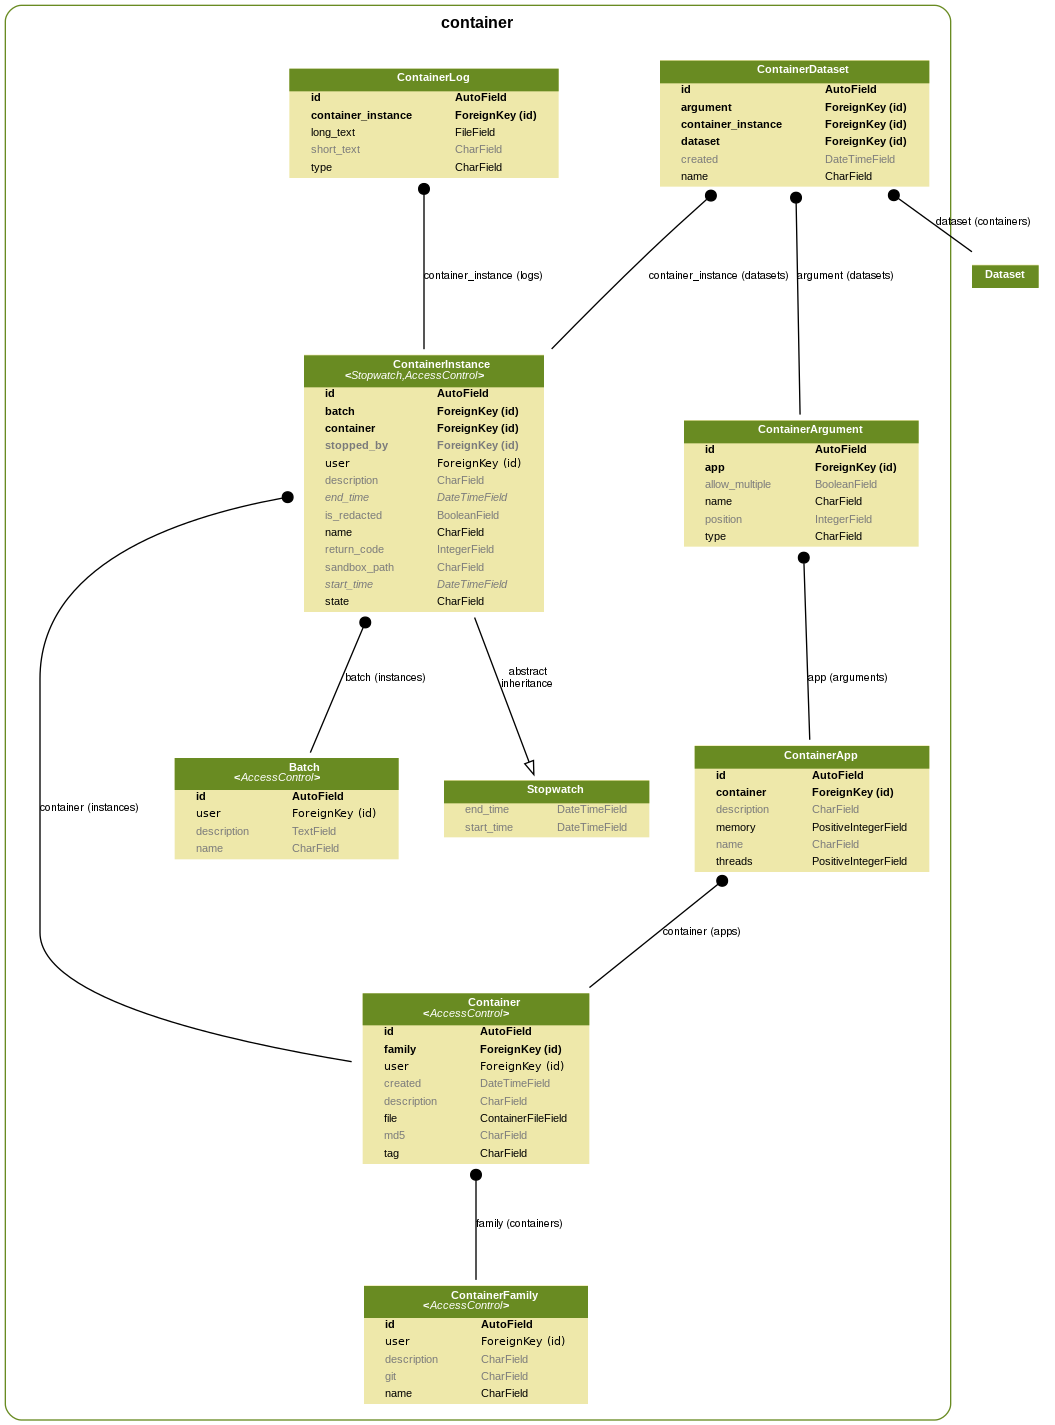 container
ContainerLog
id AutoField
container_instance ForeignKey (id)
long_text FileField
short_text CharField
type CharField
ContainerDataset
id AutoField
argument ForeignKey (id)
container_instance ForeignKey (id)
dataset ForeignKey (id)
created DateTimeField
name CharField
dataset (containers)
Dataset
container_instance (logs)
container_instance (datasets)
argument (datasets)
ContainerInstance
<Stopwatch,AccessControl>
id AutoField
batch ForeignKey (id)
container ForeignKey (id)
stopped_by ForeignKey (id)
user ForeignKey (id)
description CharField
end_time DateTimeField
is_redacted BooleanField
name CharField
return_code IntegerField
sandbox_path CharField
start_time DateTimeField
state CharField
ContainerArgument
id AutoField
app ForeignKey (id)
allow_multiple BooleanField
name CharField
position IntegerField
type CharField
batch (instances)
abstract
inheritance
app (arguments)
container (instances)
Batch
<AccessControl>
id AutoField
user ForeignKey (id)
description TextField
name CharField
Stopwatch
end_time DateTimeField
start_time DateTimeField
ContainerApp
id AutoField
container ForeignKey (id)
description CharField
memory PositiveIntegerField
name CharField
threads PositiveIntegerField
container (apps)
Container
<AccessControl>
id AutoField
family ForeignKey (id)
user ForeignKey (id)
created DateTimeField
description CharField
file ContainerFileField
md5 CharField
tag CharField
family (containers)
ContainerFamily
<AccessControl>
id AutoField
user ForeignKey (id)
description CharField
git CharField
name CharField